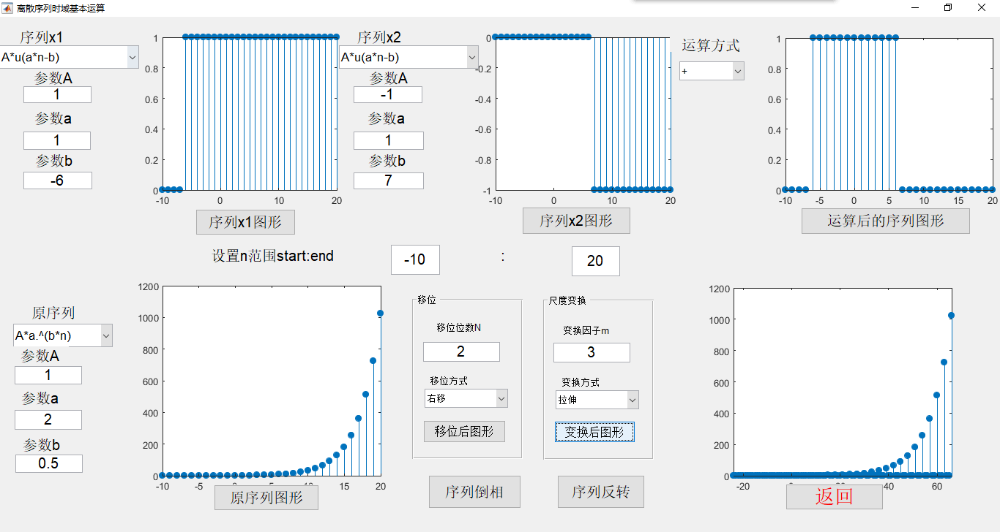 离散序列时域基本运算
序列x1
A*u(a*n-b)
参数A
1
参数a
1
参数b
-6
1
0.8
0.6
0.4
0.2
0
-10 0 10 20
序列x1图形
序列x2
A*u(a*n-b)
参数A
-1
参数a
1
参数b
7
0
-0.2
-0.4
-0.6
-0.8
-1
-10 0 10 20
序列x2图形
运算方式
+
1
0.8
0.6
0.4
0.2
0
-10 -5 0 5 10 15 20
运算后的序列图形
设置n范围start:end
-10
:
20
原序列
A*a.^(b*n)
参数A
1
参数a
2
参数b
0.5
1200
1000
800
600
400
200
0
-10 -5 0 5 10 15 20
原序列图形
移位
移位位数N
2
移位方式
右移
移位后图形
尺度变换
变换因子m
3
变换方式
拉伸
变换后图形
序列倒相
序列反转
1200
1000
800
600
400
200
0
-20 0 20 40 60
返回